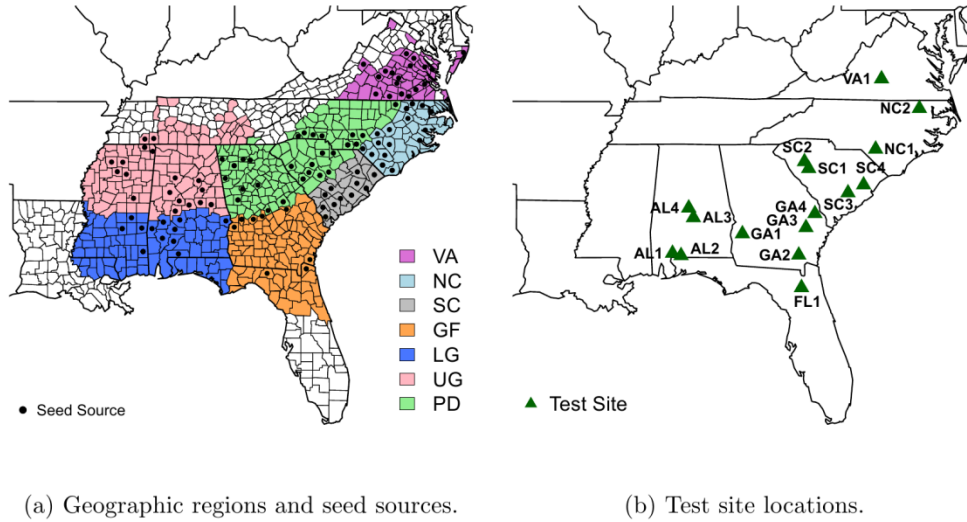 VA
NC
SC
GF
LG
UG
PD
Seed Source
(a) Geographic regions and seed sources.
VA1
NC2
NC1
SC2
SC1
SC4
SC3
AL4
AL3
GA4
GA3
GA1
AL1
AL2
GA2
FL1
Test Site
(b) Test site locations.